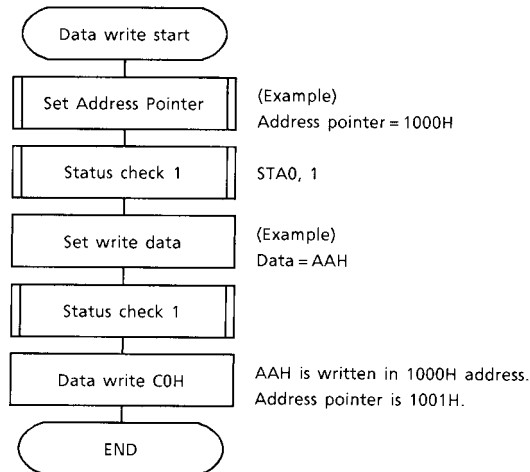 Data write start
Set Address Pointer
(Example)
Address pointer = 1000H
Status check 1
STA0, 1
Set write data
(Example)
Data = AAH
Status check 1
Data write C0H
AAH is written in 1000H address.
Address pointer is 1001H.
END